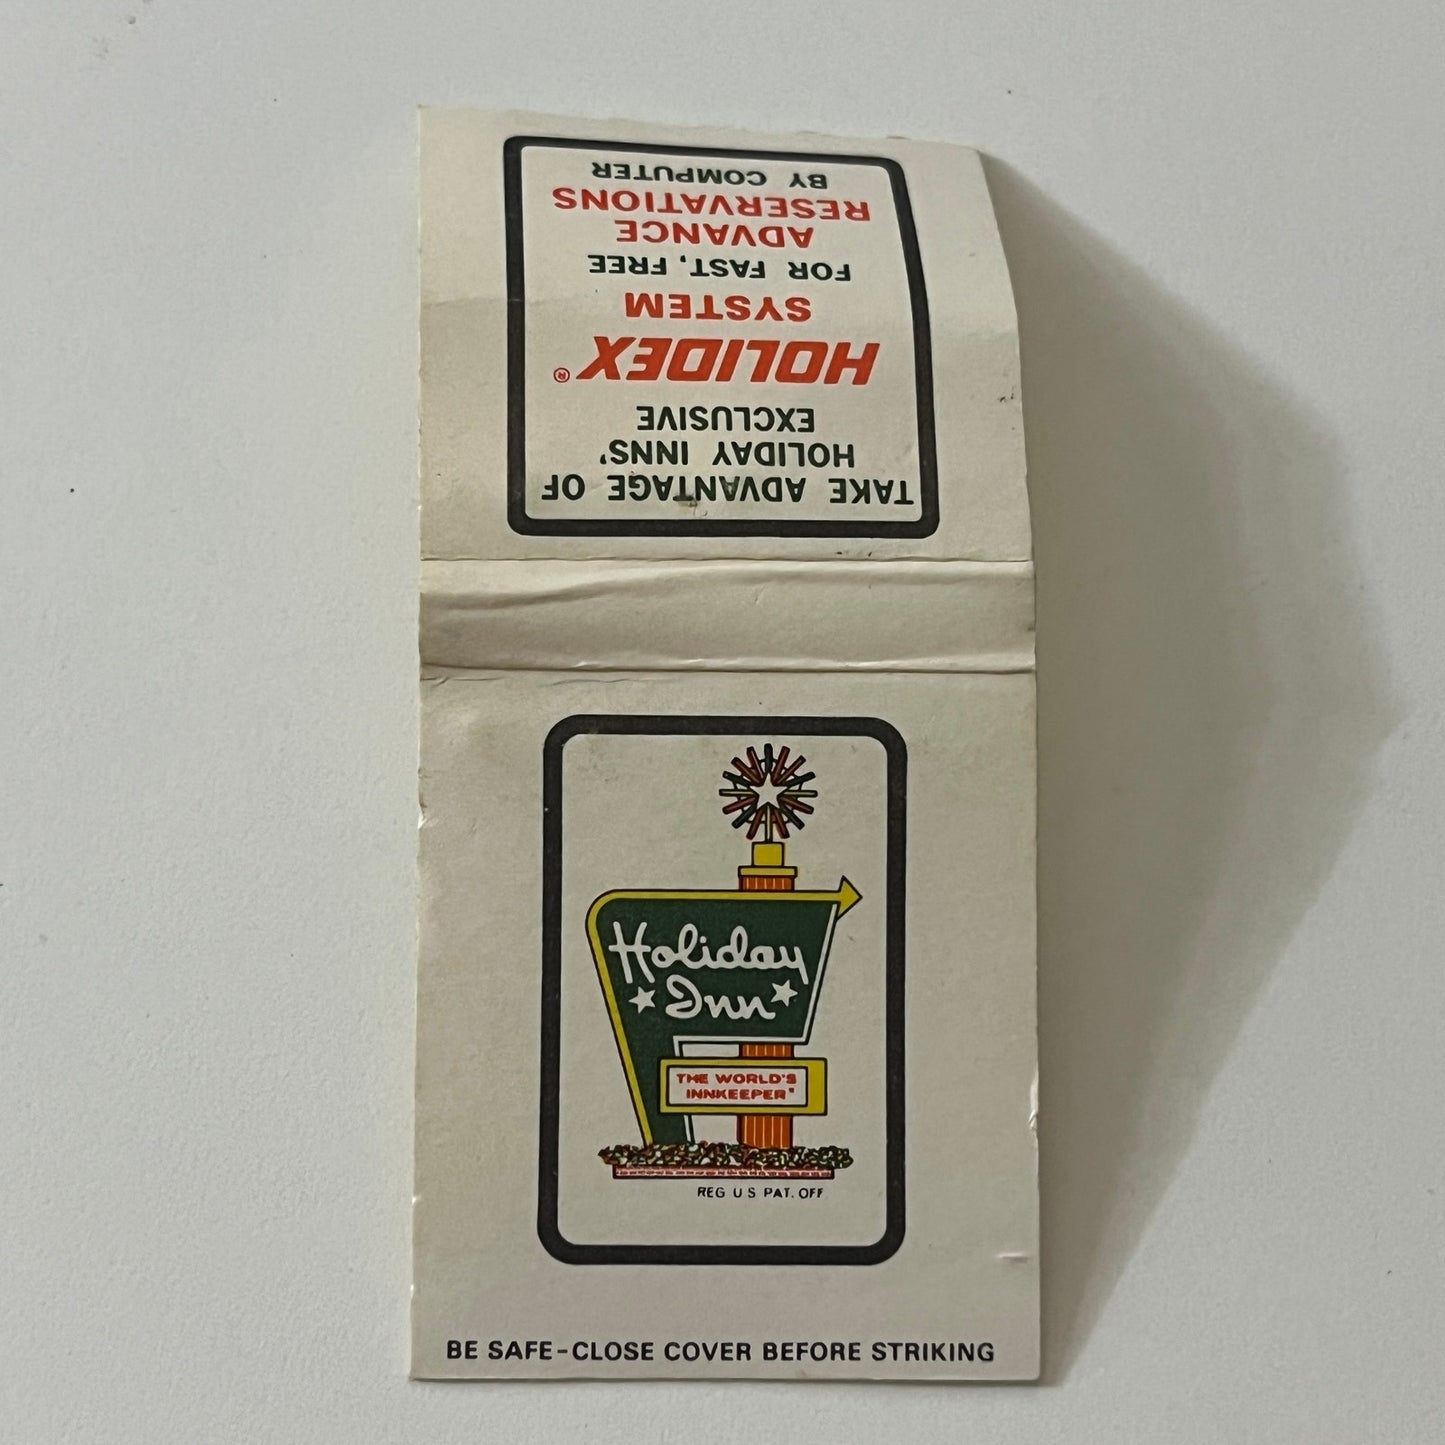 TAKE ADVANTAGE OF
HOLIDAY INNS'
EXCLUSIVE
HOLIDEX®
SYSTEM
FOR FAST, FREE
ADVANCE
RESERVATIONS
BY COMPUTER
Holiday
Inn
THE WORLD'S
INNKEEPER®
REG U S PAT. OFF
BE SAFE-CLOSE COVER BEFORE STRIKING